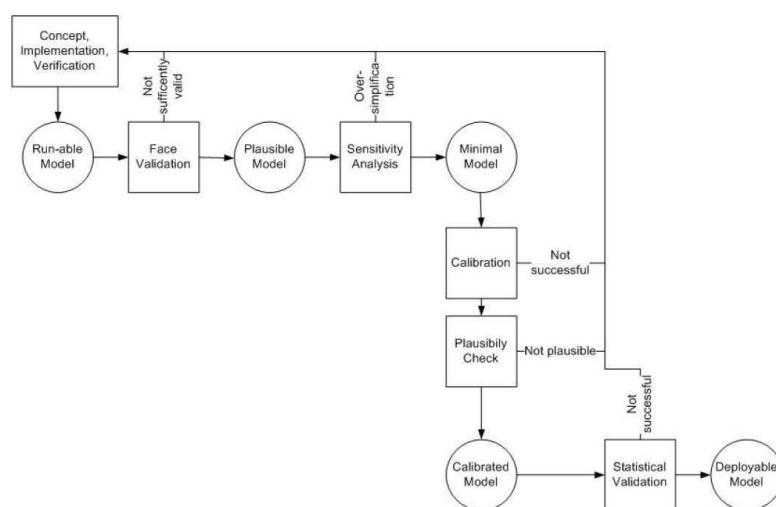 Concept,
Implementation,
Verification
Not
sufficently
valid
Over-
simplifica
tion
Run-able
Model
Face
Validation
Plausible
Model
Sensitivity
Analysis
Minimal
Model
Calibration
Not
successful
Plausibily
Check
Not plausible
Not
successful
Calibrated
Model
Statistical
Validation
Deployable
Model